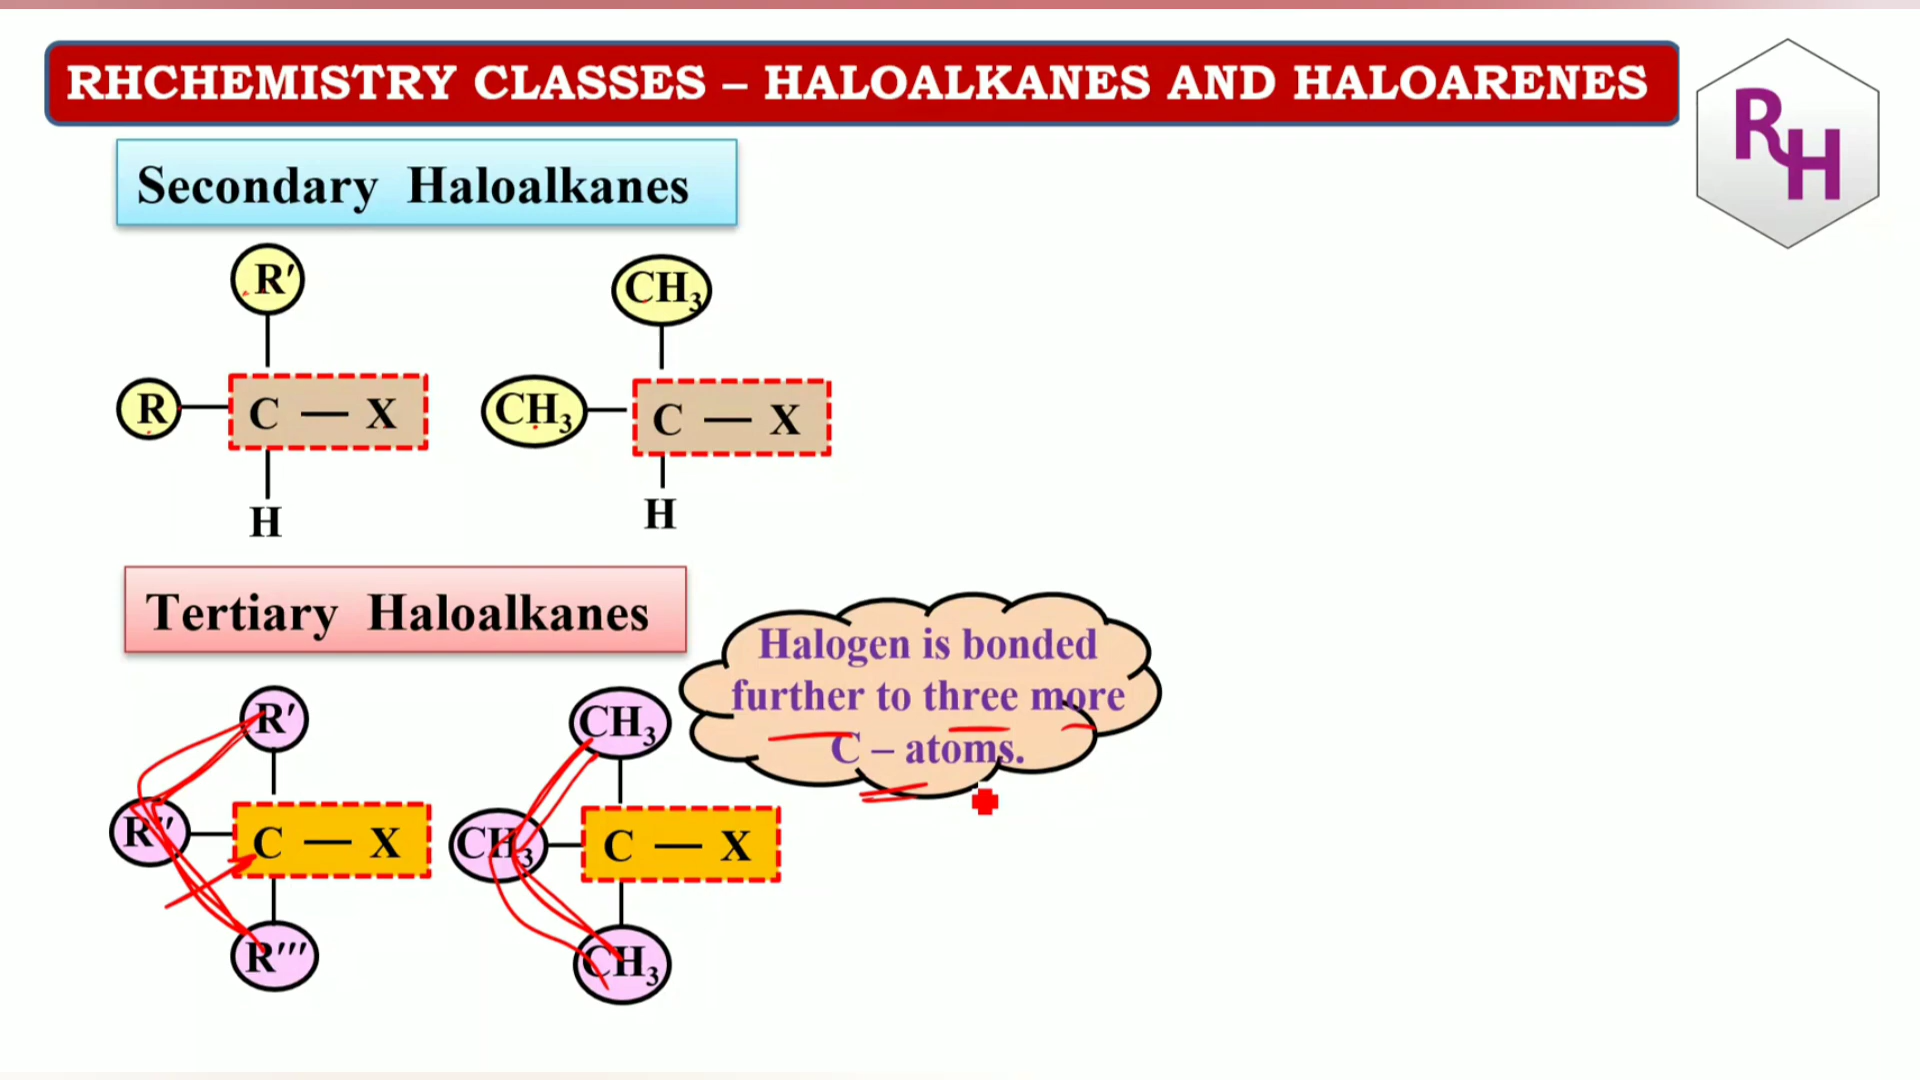 RHCHEMISTRY CLASSES – HALOALKANES AND HALOARENES
RH
Secondary Haloalkanes
R′
CH₃
R
C — X
CH₃
C — X
H
H
Tertiary Haloalkanes
Halogen is bonded
further to three more
C – atoms.
R′
CH₃
R′′
C — X
CH₃
C — X
R′′′
CH₃